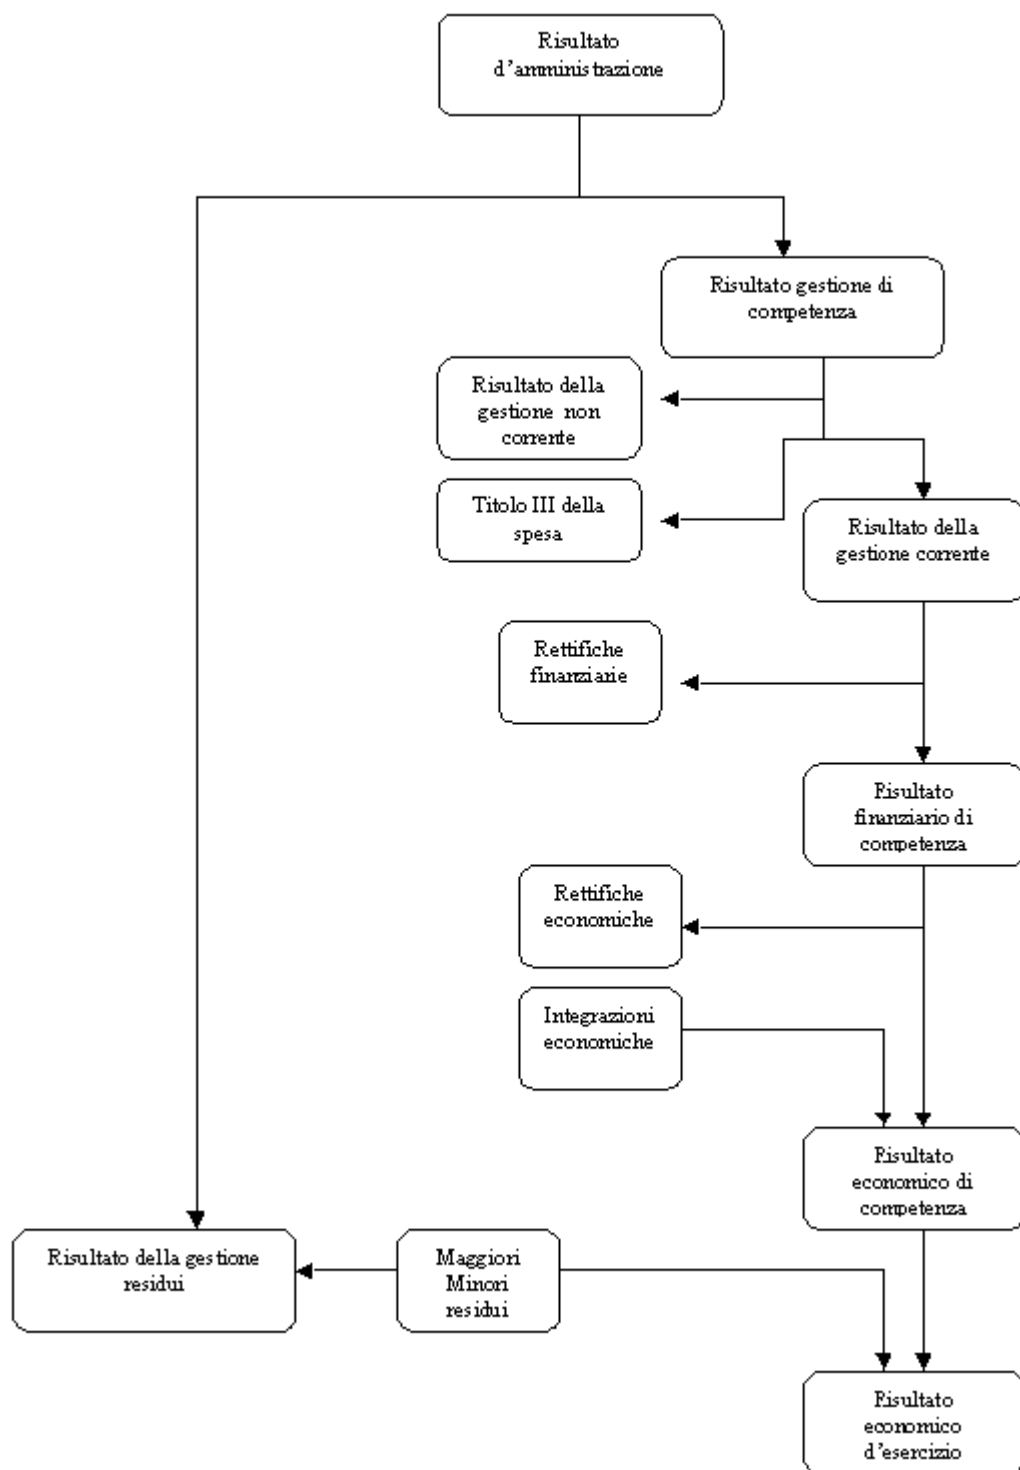 Risultato
d'amministrazione
Risultato gestione di
competenza
Risultato della
gestione non
corrente
Titolo III della
spesa
Risultato della
gestione corrente
Rettifiche
finanziarie
Risultato
finanziario di
competenza
Rettifiche
economiche
Integrazioni
economiche
Risultato
economico di
competenza
Risultato della gestione
residui
Maggiori
Minori
residui
Risultato
economico
d'esercizio